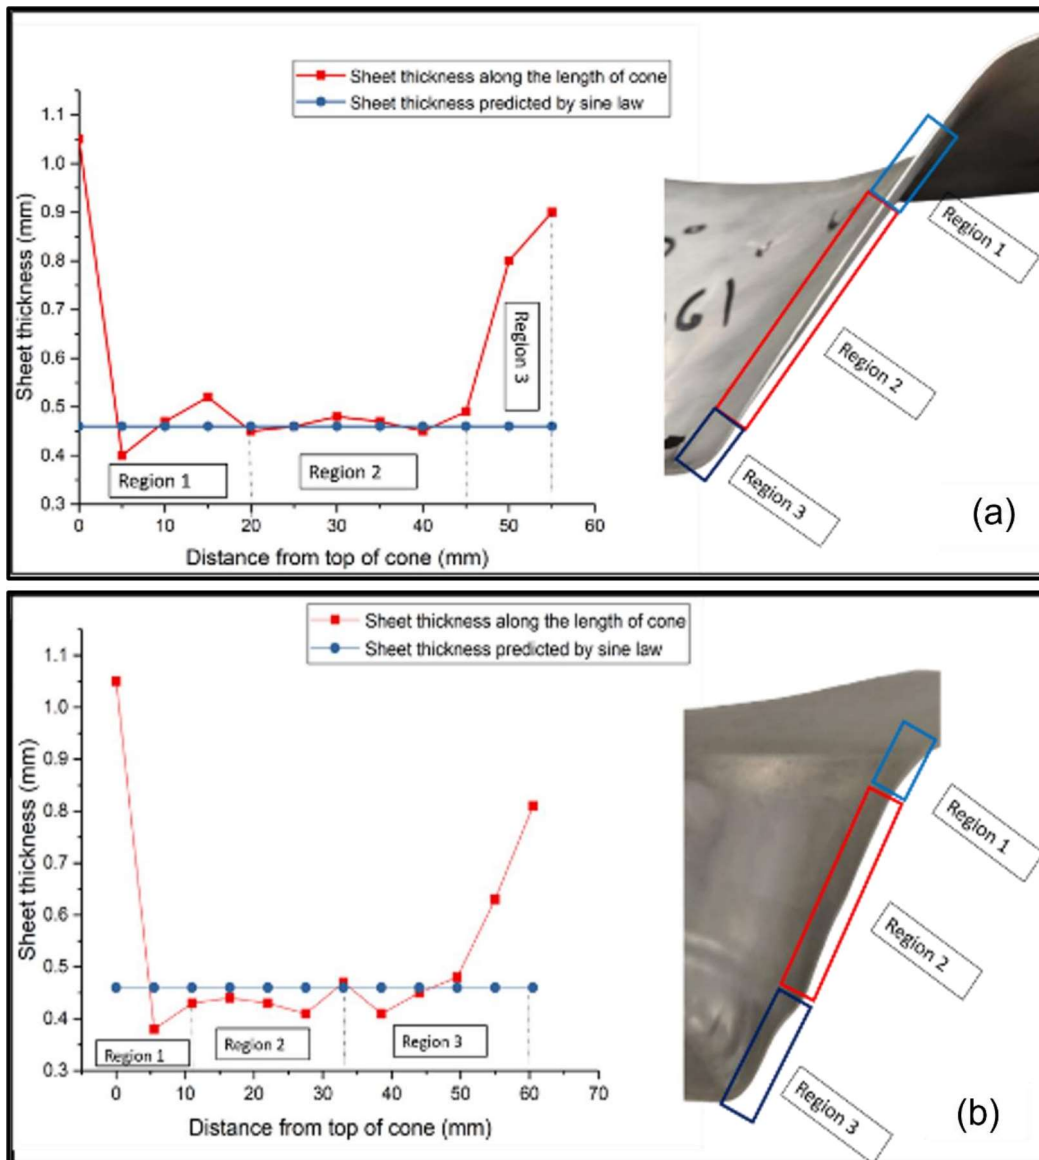 Sheet thickness along the length of cone
Sheet thickness predicted by sine law
1.1
1.0
0.9
0.8
0.7
0.6
0.5
0.4
0.3
Sheet thickness (mm)
Region 1
Region 2
Region 3
0 10 20 30 40 50 60
Distance from top of cone (mm)
61
Region 1
Region 2
Region 3
(a)
Sheet thickness along the length of cone
Sheet thickness predicted by sine law
1.1
1.0
0.9
0.8
0.7
0.6
0.5
0.4
0.3
Sheet thickness (mm)
Region 1
Region 2
Region 3
0 10 20 30 40 50 60 70
Distance from top of cone (mm)
Region 1
Region 2
Region 3
(b)